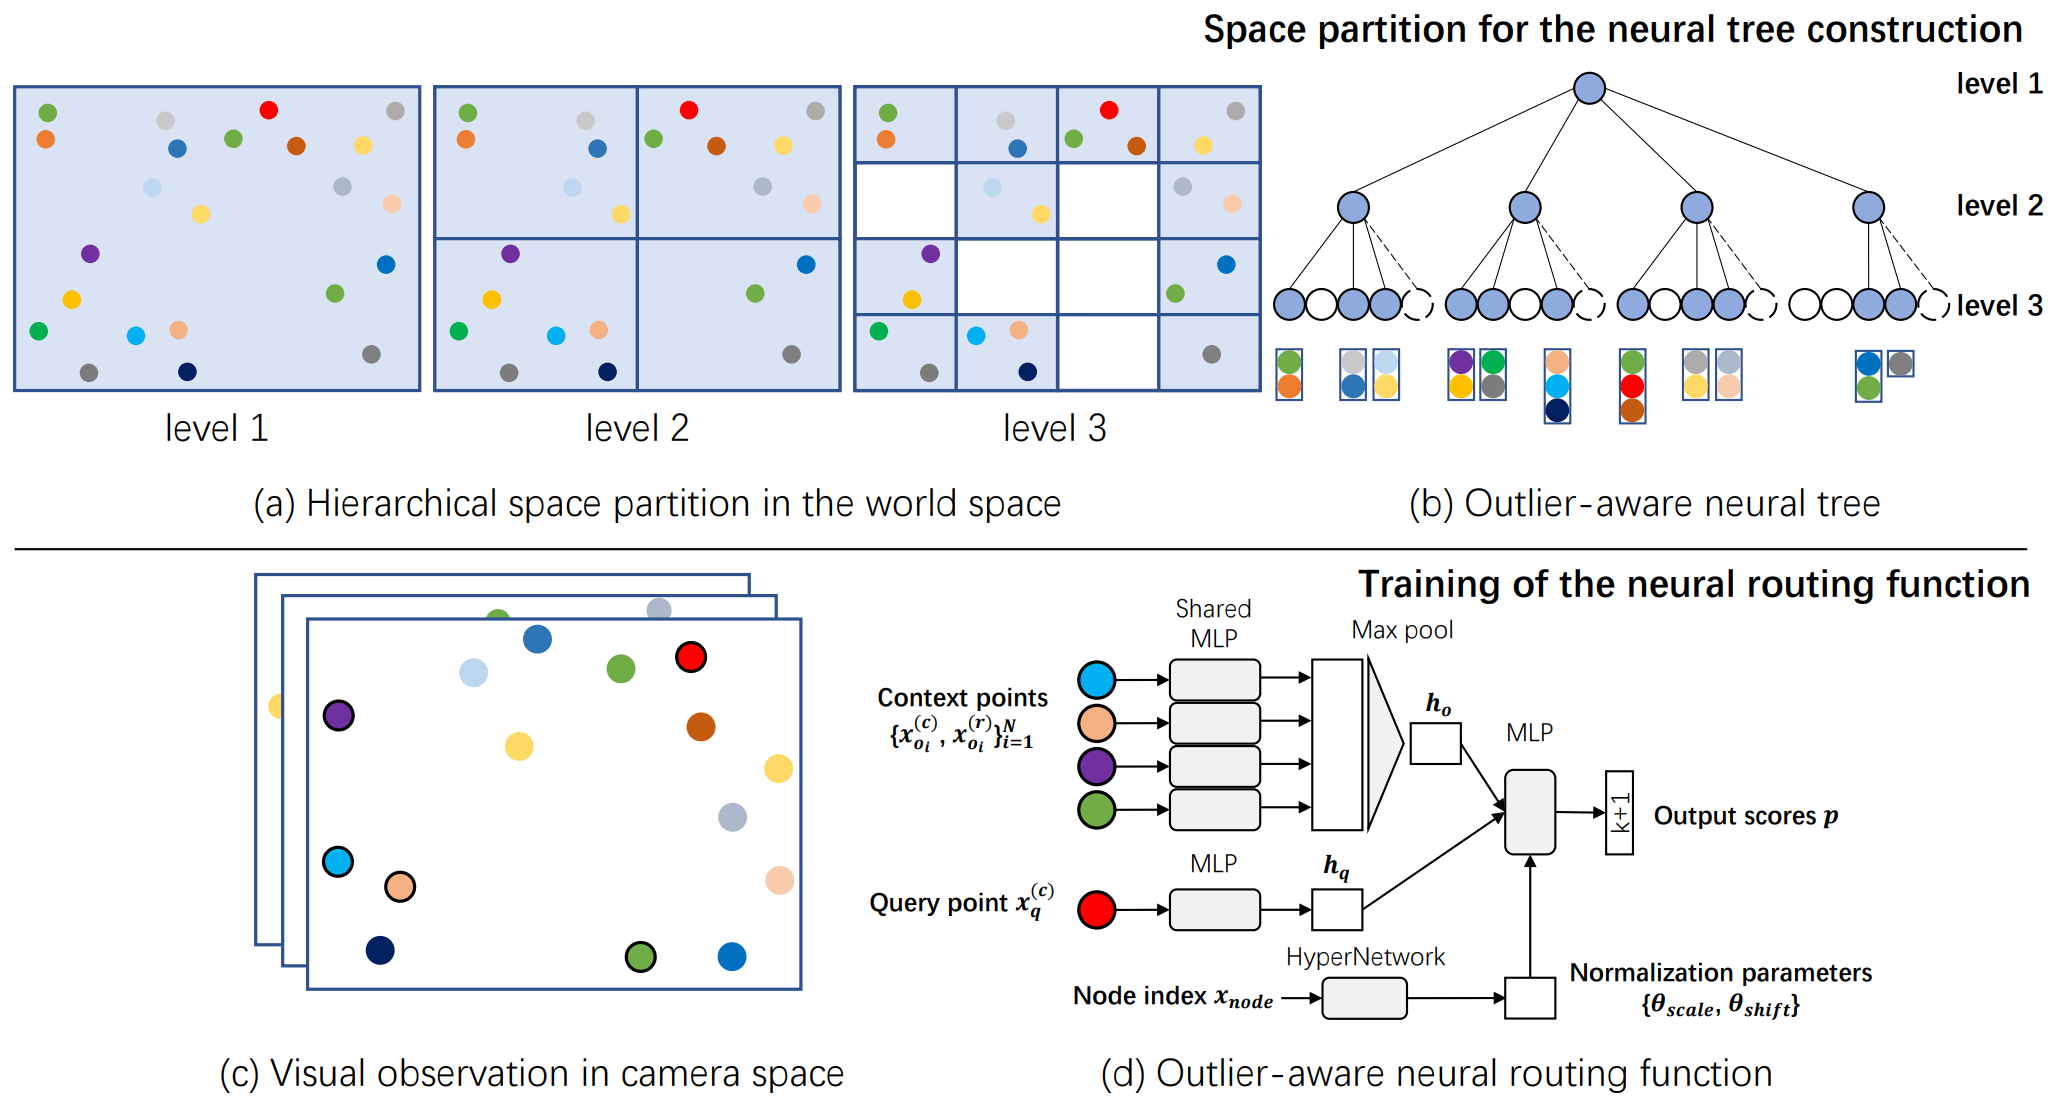 Space partition for the neural tree construction
level 1
level 2
level 3
level 1
level 2
level 3
(a) Hierarchical space partition in the world space
(b) Outlier-aware neural tree
Training of the neural routing function
Shared
MLP
Max pool
Context points
{x_{o_i}^{(c)}, x_{o_i}^{(r)}}_{i=1}^{N}
h_o
MLP
k+1
Output scores p
MLP
h_q
Query point x_q^{(c)}
HyperNetwork
Node index x_{node}
Normalization parameters
{θ_{scale}, θ_{shift}}
(c) Visual observation in camera space
(d) Outlier-aware neural routing function